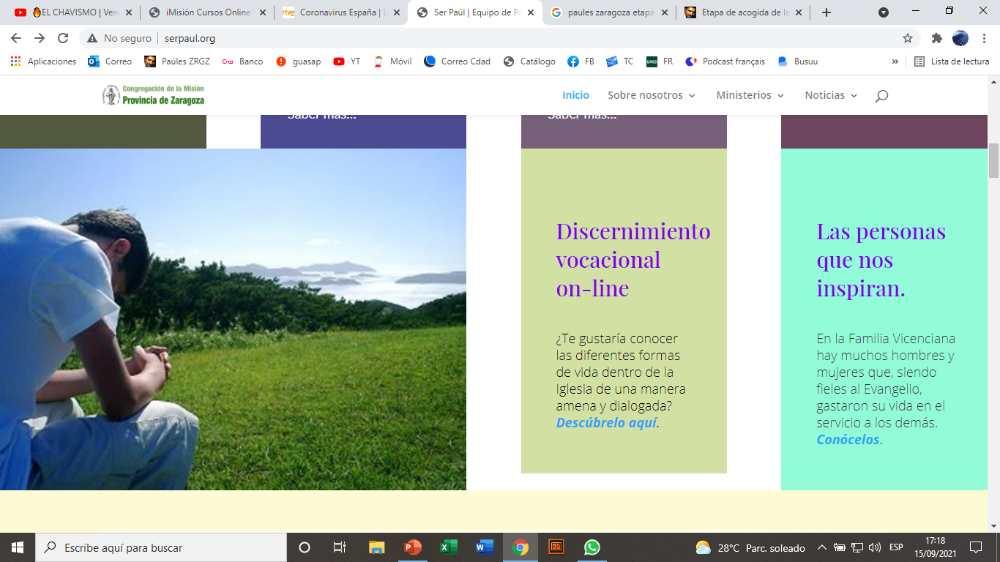 🔥EL CHAVISMO | Ven
iMisión Cursos Online
rtve
Coronavirus España | L
Ser Paúl | Equipo de Pa
paules zaragoza etapa
Etapa de acogida de la
No seguro | serpaul.org
Aplicaciones
Correo
Paúles ZRGZ
Banco
guasap
YT
Móvil
Correo Cdad
Catálogo
FB
TC
UNED
FR
Podcast français
Busuu
»
Lista de lectura
Congregación de la Misión
Provincia de Zaragoza
Inicio
Sobre nosotros
Ministerios
Noticias
Saber más...
Saber más...
Discernimiento
vocacional
on-line
¿Te gustaría conocer
las diferentes formas
de vida dentro de la
Iglesia de una manera
amena y dialogada?
Descúbrelo aquí.
Las personas
que nos
inspiran.
En la Familia Vicenciana
hay muchos hombres y
mujeres que, siendo
fieles al Evangelio,
gastaron su vida en el
servicio a los demás.
Conócelos.
Escribe aquí para buscar
28°C Parc. soleado
ESP
17:18
15/09/2021